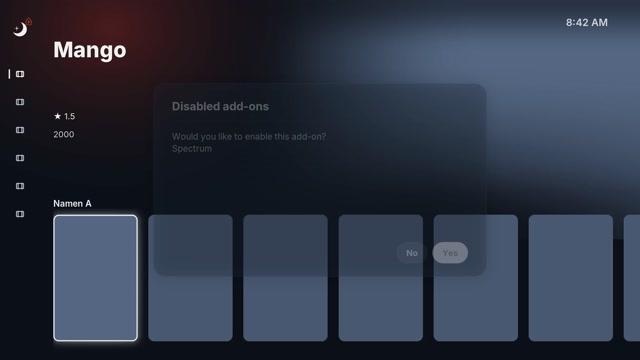 8:42 AM
Mango
★ 1.5
2000
Disabled add-ons
Would you like to enable this add-on?
Spectrum
Namen A
No
Yes